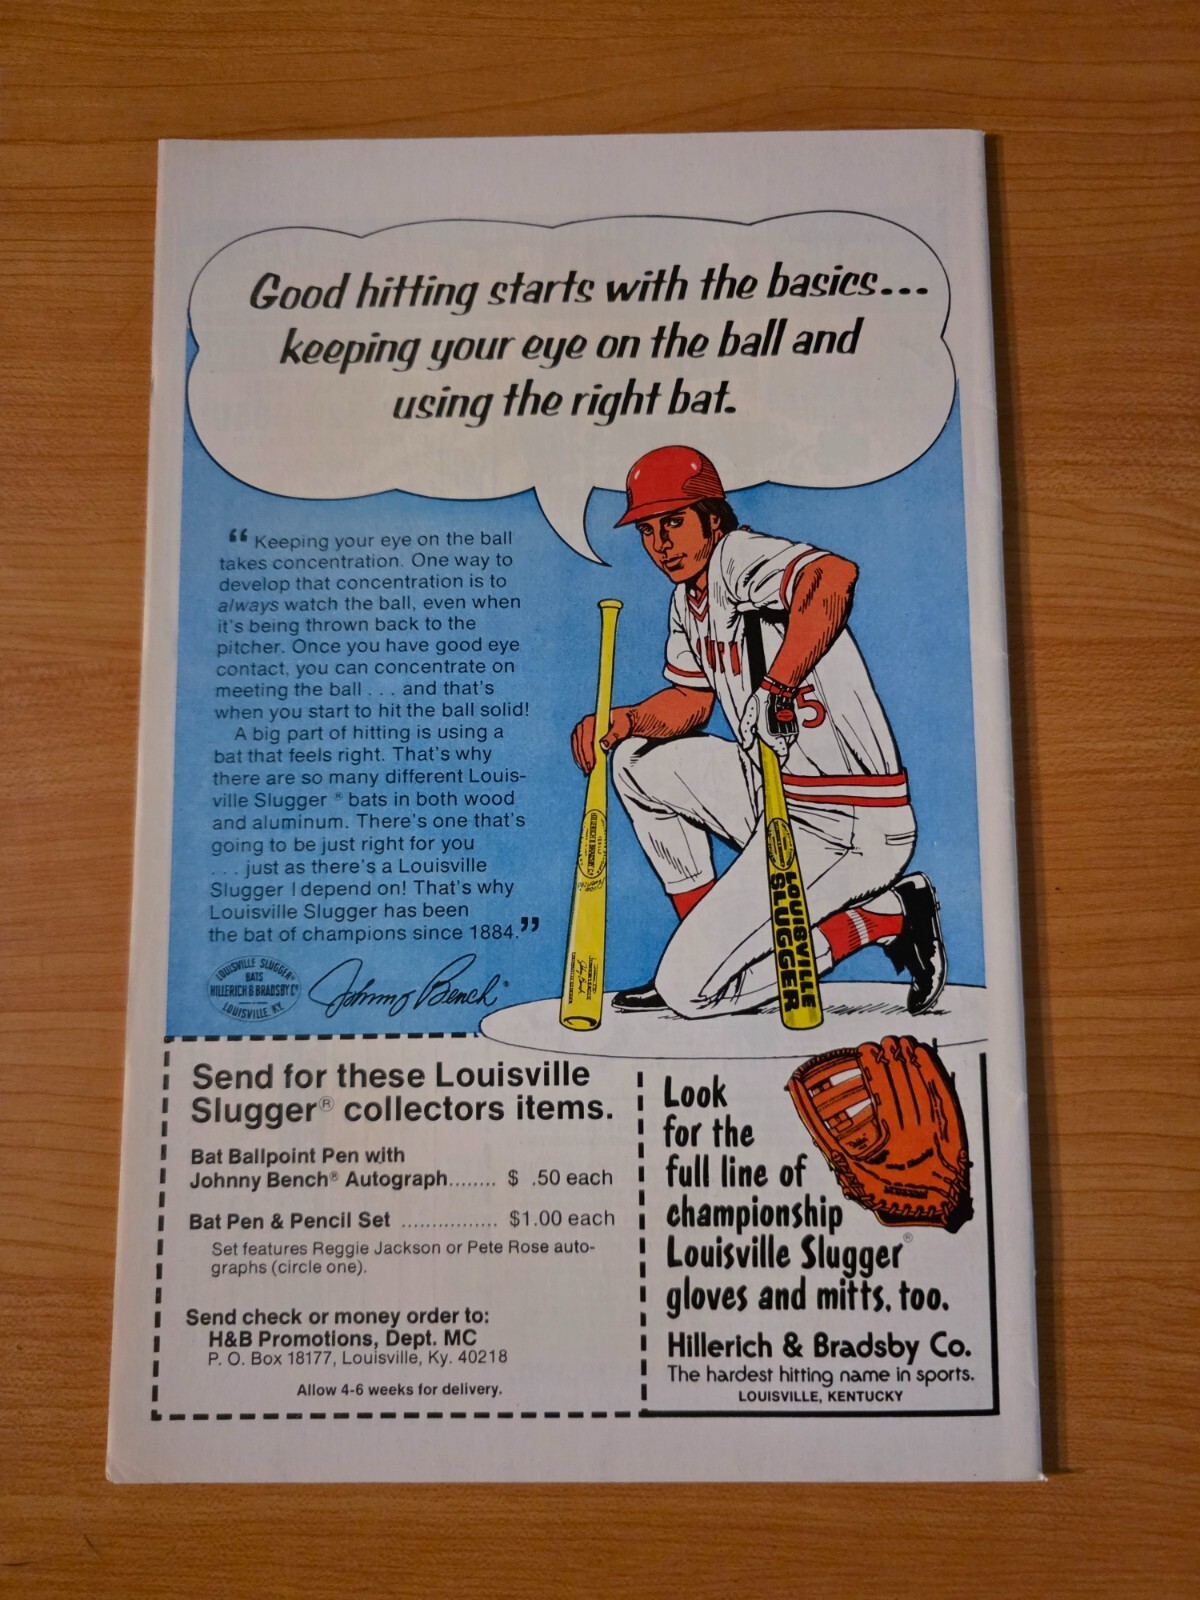 Good hitting starts with the basics...
keeping your eye on the ball and
using the right bat.
“ Keeping your eye on the ball
takes concentration. One way to
develop that concentration is to
always watch the ball, even when
it's being thrown back to the
pitcher. Once you have good eye
contact, you can concentrate on
meeting the ball . . . and that's
when you start to hit the ball solid!
A big part of hitting is using a
bat that feels right. That's why
there are so many different Louis-
ville Slugger ® bats in both wood
and aluminum. There's one that's
going to be just right for you
. . . just as there's a Louisville
Slugger I depend on! That's why
Louisville Slugger has been
the bat of champions since 1884.”
LOUISVILLE SLUGGER®
BATS
HILLERICH & BRADSBY Co
LOUISVILLE KY.
Johnny Bench®
5
LOUISVILLE
SLUGGER
Send for these Louisville
Slugger® collectors items.
Bat Ballpoint Pen with
Johnny Bench® Autograph........ $ .50 each
Bat Pen & Pencil Set ................ $1.00 each
Set features Reggie Jackson or Pete Rose auto-
graphs (circle one).
Send check or money order to:
H&B Promotions, Dept. MC
P. O. Box 18177, Louisville, Ky. 40218
Allow 4-6 weeks for delivery.
Look
for the
full line of
championship
Louisville Slugger®
gloves and mitts, too.
Hillerich & Bradsby Co.
The hardest hitting name in sports.
LOUISVILLE, KENTUCKY